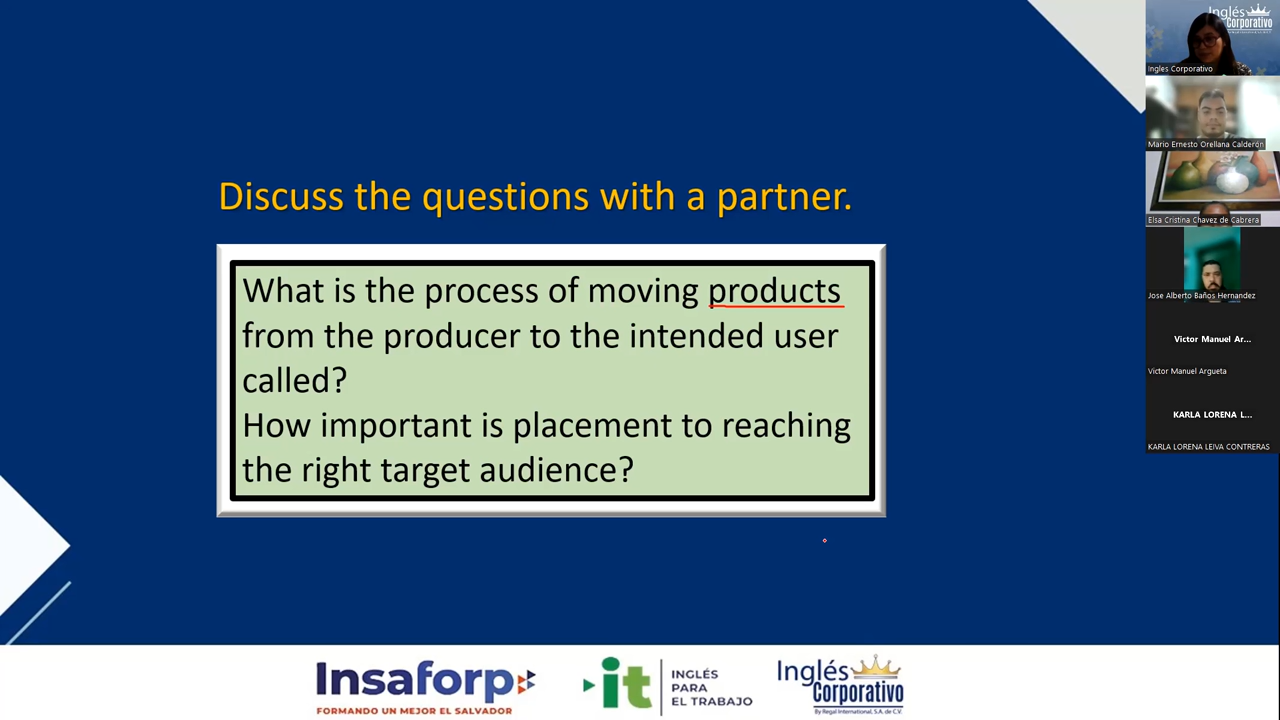 Discuss the questions with a partner.
What is the process of moving products
from the producer to the intended user
called?
How important is placement to reaching
the right target audience?
Insaforp
FORMANDO UN MEJOR EL SALVADOR
it
INGLÉS
PARA
EL TRABAJO
Inglés
Corporativo
By Regal International, S.A. de C.V.
Inglés
Corporativo
Ingles Corporativo
Mario Ernesto Orellana Calderón
Elsa Cristina Chavez de Cabrera
Jose Alberto Baños Hernandez
Victor Manuel Ar...
Victor Manuel Argueta
KARLA LORENA L...
KARLA LORENA LEIVA CONTRERAS